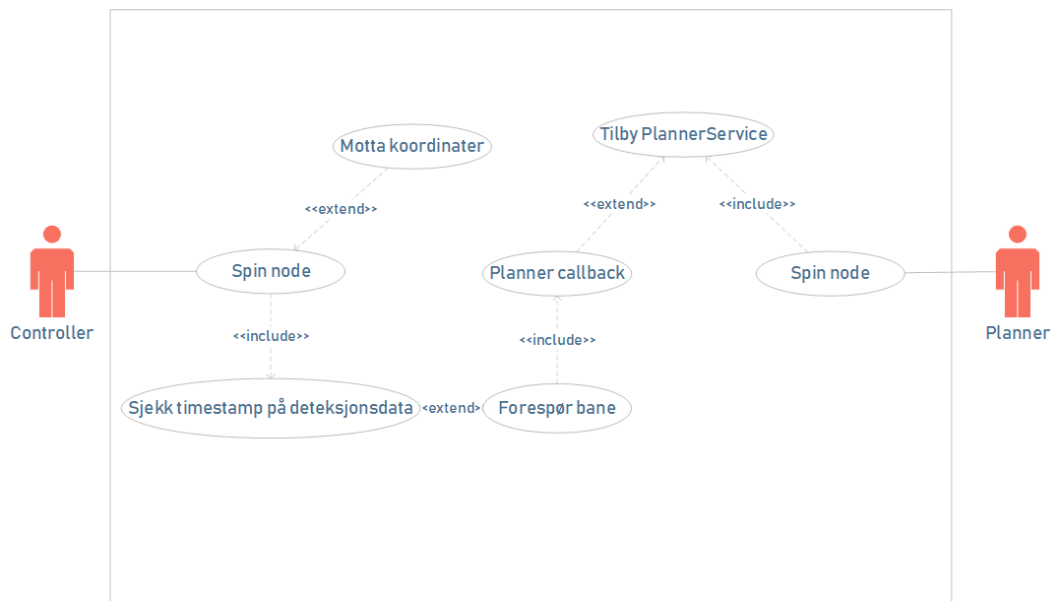 Motta koordinater
Tilby PlannerService
<<extend>>
<<extend>>
<<include>>
Spin node
Planner callback
Spin node
Controller
Planner
<<include>>
<<include>>
Sjekk timestamp på deteksjonsdata
<extend>
Forespør bane